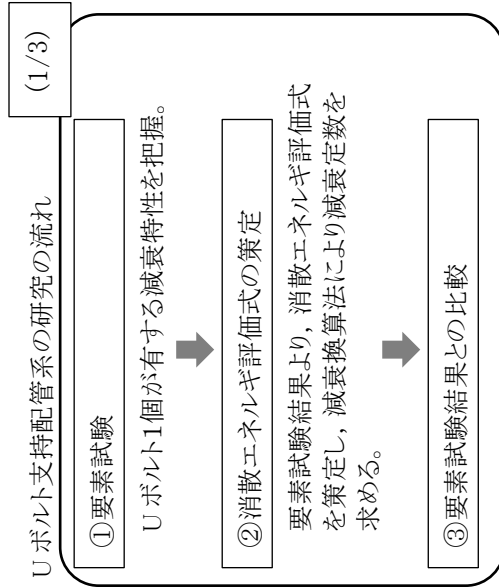 Uボルト支持配管系の研究の流れ
(1/3)
①要素試験
Uボルト1個が有する減衰特性を把握。
②消散エネルギ評価式の策定
要素試験結果より，消散エネルギ評価式
を策定し，減衰換算法により減衰定数を
求める。
③要素試験結果との比較